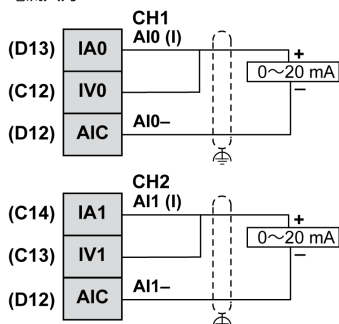 CH1
AI0 (I)
(D13) IA0
+
0～20 mA
(C12) IV0
−
(D12) AIC AI0−
CH2
AI1 (I)
(C14) IA1
+
0～20 mA
(C13) IV1
−
(D12) AIC AI1−